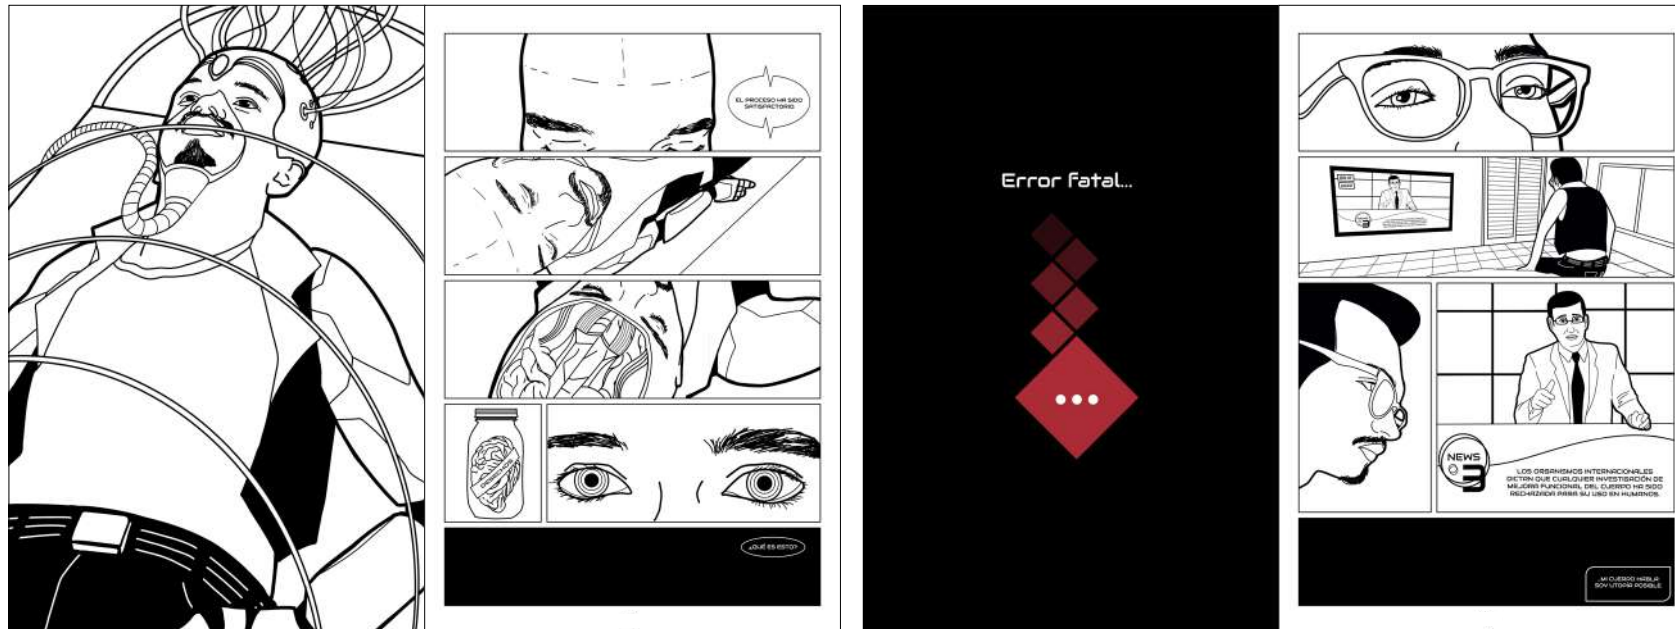 EL PROCESO HA SIDO
SATISFACTORIO
¿QUÉ ES ESTO?
Error fatal...
NEWS
3
LOS ORGANISMOS INTERNACIONALES
DICTAN QUE CUALQUIER INVESTIGACIÓN DE
MEJORA FUNCIONAL DEL CUERPO HA SIDO
RECHAZADA PARA SU USO EN HUMANOS.
...MI CUERPO HABLA:
SOY UTOPÍA POSIBLE.